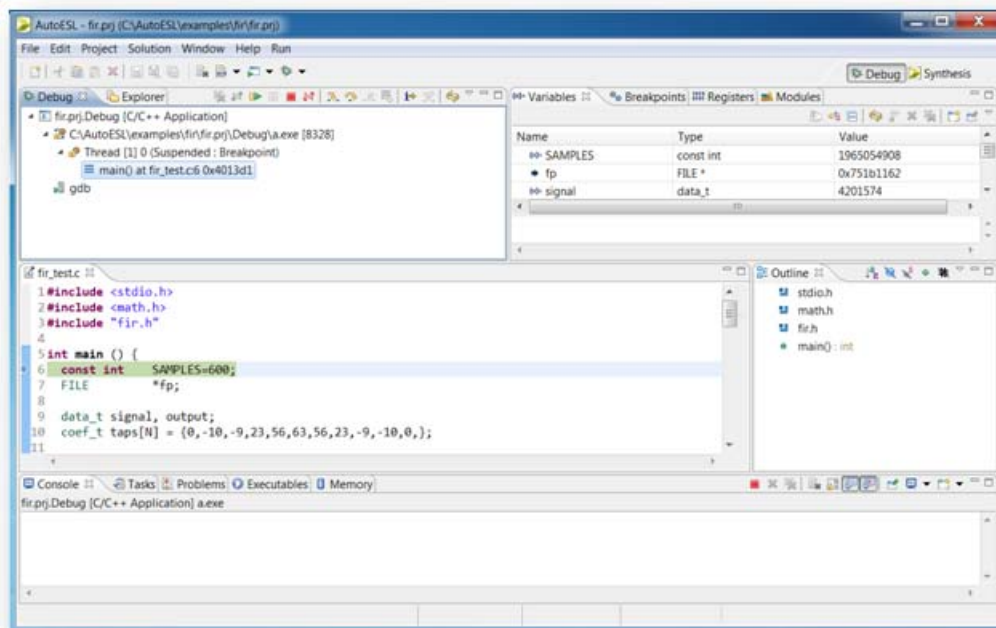 AutoESL - fir.prj (C:\AutoESL\examples\fir\fir.prj)
File Edit Project Solution Window Help Run
Debug Synthesis
Debug Explorer
fir.prj.Debug [C/C++ Application]
C:\AutoESL\examples\fir\fir.prj\Debug\a.exe [8328]
Thread [1] 0 (Suspended : Breakpoint)
main() at fir_test.c:6 0x4013d1
gdb
Variables Breakpoints Registers Modules
Name Type Value
SAMPLES const int 1965054908
fp FILE * 0x751b1162
signal data_t 4201574
fir_test.c
1 #include <stdio.h>
2 #include <math.h>
3 #include "fir.h"
4
5 int main () {
6 const int SAMPLES=600;
7 FILE *fp;
8
9 data_t signal, output;
10 coef_t taps[N] = {0,-10,-9,23,56,63,56,23,-9,-10,0,};
11
Outline
stdio.h
math.h
fir.h
main() : int
Console Tasks Problems Executables Memory
fir.prj.Debug [C/C++ Application] a.exe